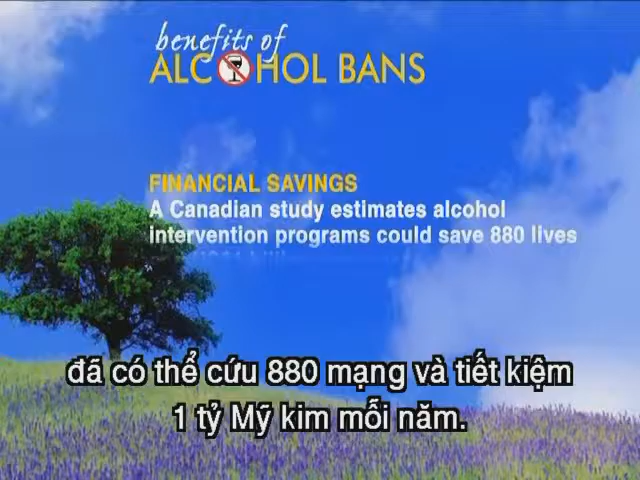 benefits of
ALCOHOL BANS
FINANCIAL SAVINGS
A Canadian study estimates alcohol
intervention programs could save 880 lives
đã có thể cứu 880 mạng và tiết kiệm
1 tỷ Mỹ kim mỗi năm.